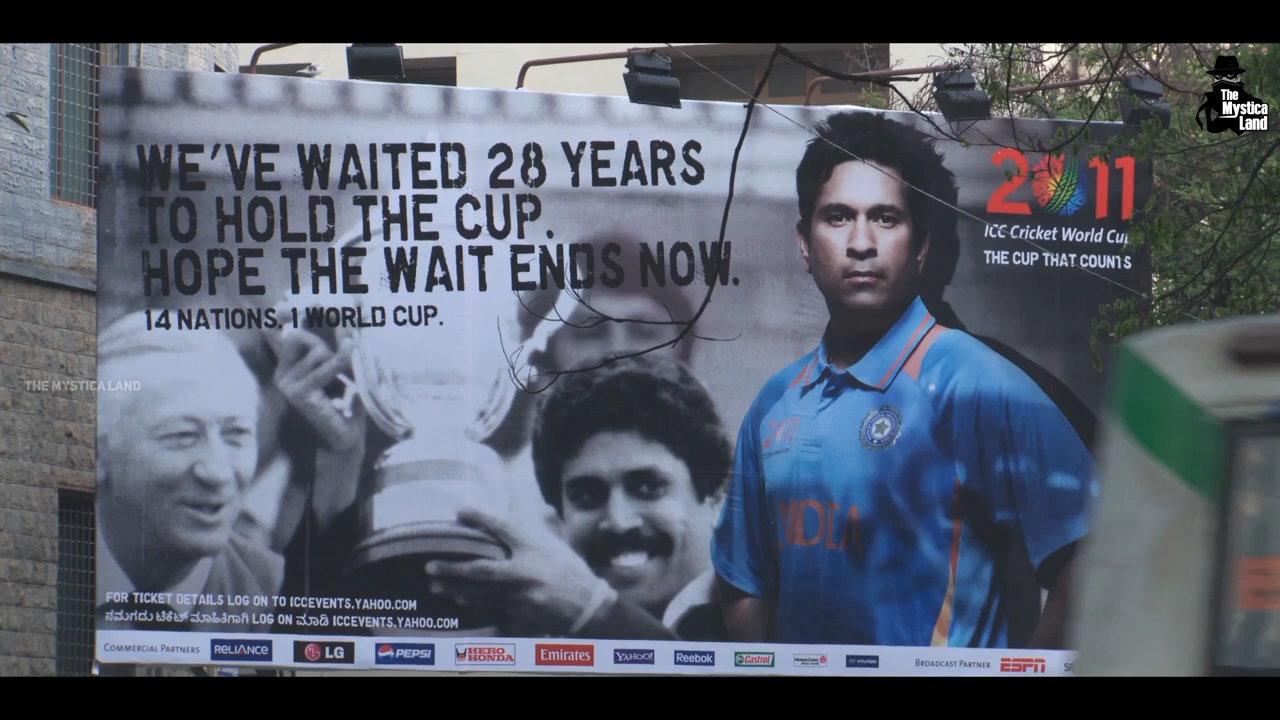 The
Mystica
Land
WE'VE WAITED 28 YEARS
TO HOLD THE CUP.
HOPE THE WAIT ENDS NOW.
14 NATIONS. 1 WORLD CUP.
2011
ICC Cricket World Cup
THE CUP THAT COUNTS
THE MYSTICA LAND
INDIA
FOR TICKET DETAILS LOG ON TO ICCEVENTS.YAHOO.COM
ನಮಗದು ಟಿಕೆಟ್ ಮಾಹಿತಿಗಾಗಿ LOG ON ಮಾಡಿ ICCEVENTS.YAHOO.COM
COMMERCIAL PARTNERS RELIANCE LG PEPSI HERO HONDA Emirates YAHOO! Reebok Castrol HYUNDAI BROADCAST PARTNER ESPN